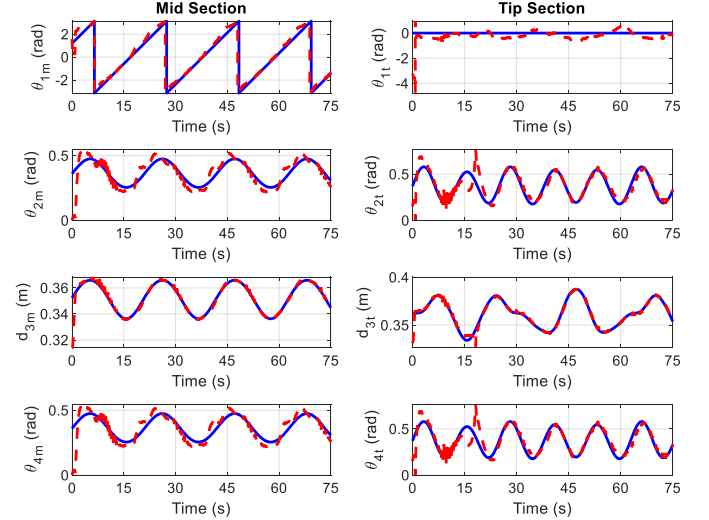 Mid Section
Tip Section
θ1m (rad)
2
0
-2
0 15 30 45 60 75
Time (s)
θ1t (rad)
0
-2
-4
0 15 30 45 60 75
Time (s)
θ2m (rad)
0.5
0
0 15 30 45 60 75
Time (s)
θ2t (rad)
0.5
0
0 15 30 45 60 75
Time (s)
d3m (m)
0.36
0.34
0.32
0 15 30 45 60 75
Time (s)
d3t (m)
0.4
0.35
0 15 30 45 60 75
Time (s)
θ4m (rad)
0.5
0
0 15 30 45 60 75
Time (s)
θ4t (rad)
0.5
0
0 15 30 45 60 75
Time (s)